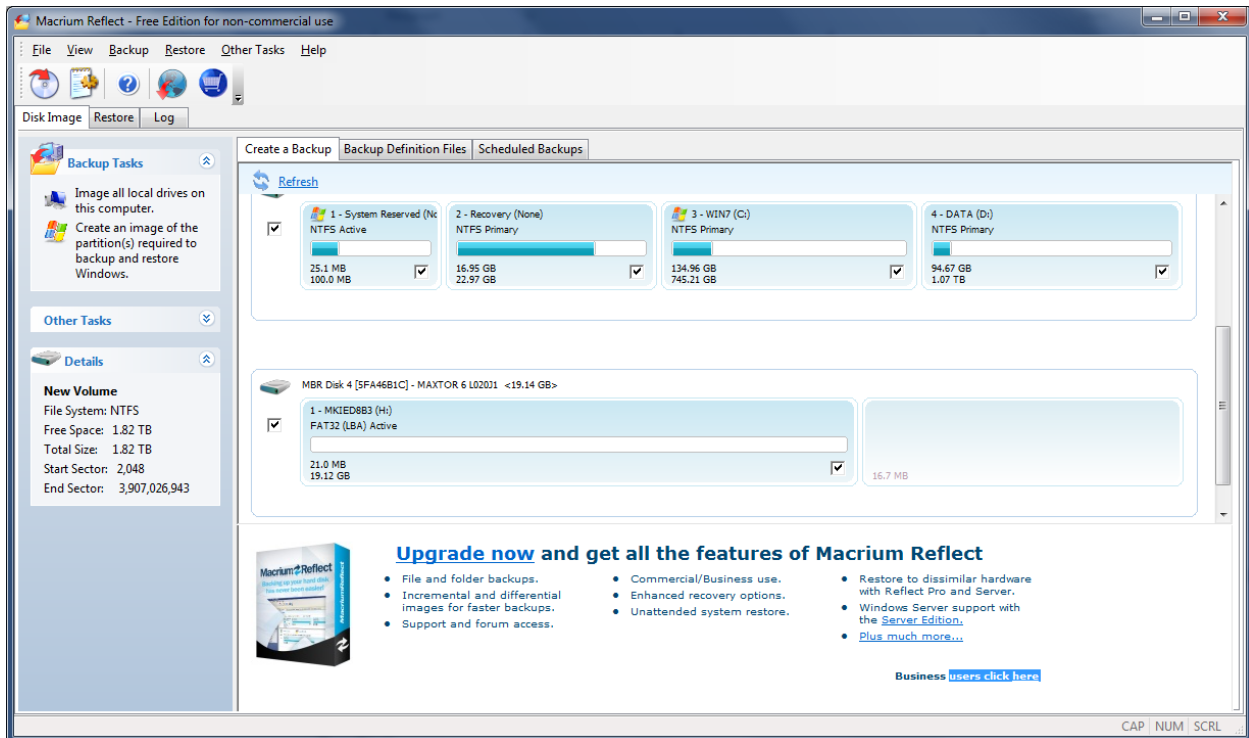 Macrium Reflect - Free Edition for non-commercial use
File View Backup Restore Other Tasks Help
Disk Image Restore Log
Backup Tasks
Image all local drives on
this computer.
Create an image of the
partition(s) required to
backup and restore
Windows.
Other Tasks
Details
New Volume
File System: NTFS
Free Space: 1.82 TB
Total Size: 1.82 TB
Start Sector: 2,048
End Sector: 3,907,026,943
Create a Backup Backup Definition Files Scheduled Backups
Refresh
1 - System Reserved (Nc
NTFS Active
25.1 MB
100.0 MB
2 - Recovery (None)
NTFS Primary
16.95 GB
22.97 GB
3 - WIN7 (C:)
NTFS Primary
134.96 GB
745.21 GB
4 - DATA (D:)
NTFS Primary
94.67 GB
1.07 TB
MBR Disk 4 [5FA46B1C] - MAXTOR 6 L020J1 <19.14 GB>
1 - MKIED8B3 (H:)
FAT32 (LBA) Active
21.0 MB
19.12 GB
16.7 MB
Macrium Reflect
Upgrade now and get all the features of Macrium Reflect
• File and folder backups.
• Incremental and differential
images for faster backups.
• Support and forum access.
• Commercial/Business use.
• Enhanced recovery options.
• Unattended system restore.
• Restore to dissimilar hardware
with Reflect Pro and Server.
• Windows Server support with
the Server Edition.
• Plus much more...
Business users click here
CAP NUM SCRL